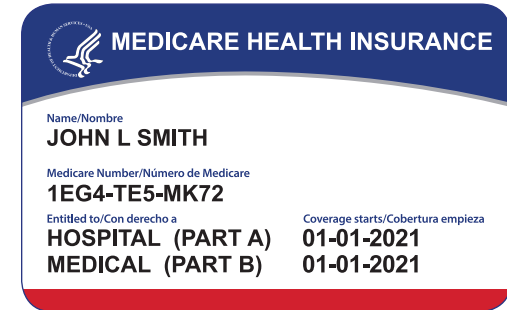 MEDICARE HEALTH INSURANCE
Name/Nombre
JOHN L SMITH
Medicare Number/Número de Medicare
1EG4-TE5-MK72
Entitled to/Con derecho a Coverage starts/Cobertura empieza
HOSPITAL (PART A) 01-01-2021
MEDICAL (PART B) 01-01-2021